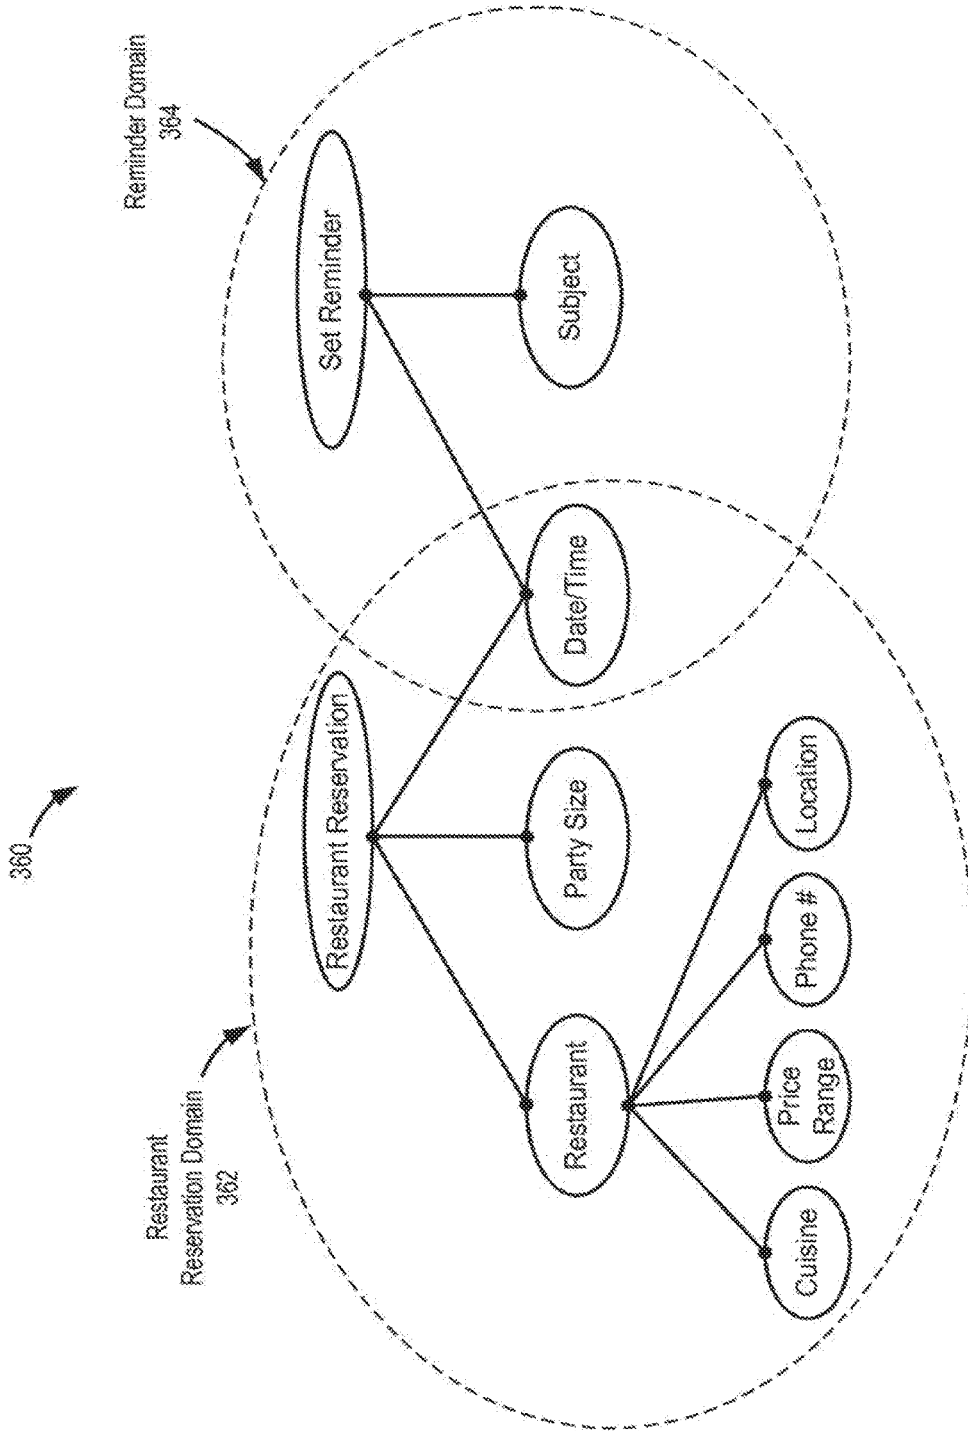 360
Restaurant
Reservation Domain
362
Reminder Domain
364
Restaurant Reservation
Set Reminder
Restaurant
Party Size
Date/Time
Subject
Cuisine
Price
Range
Phone #
Location